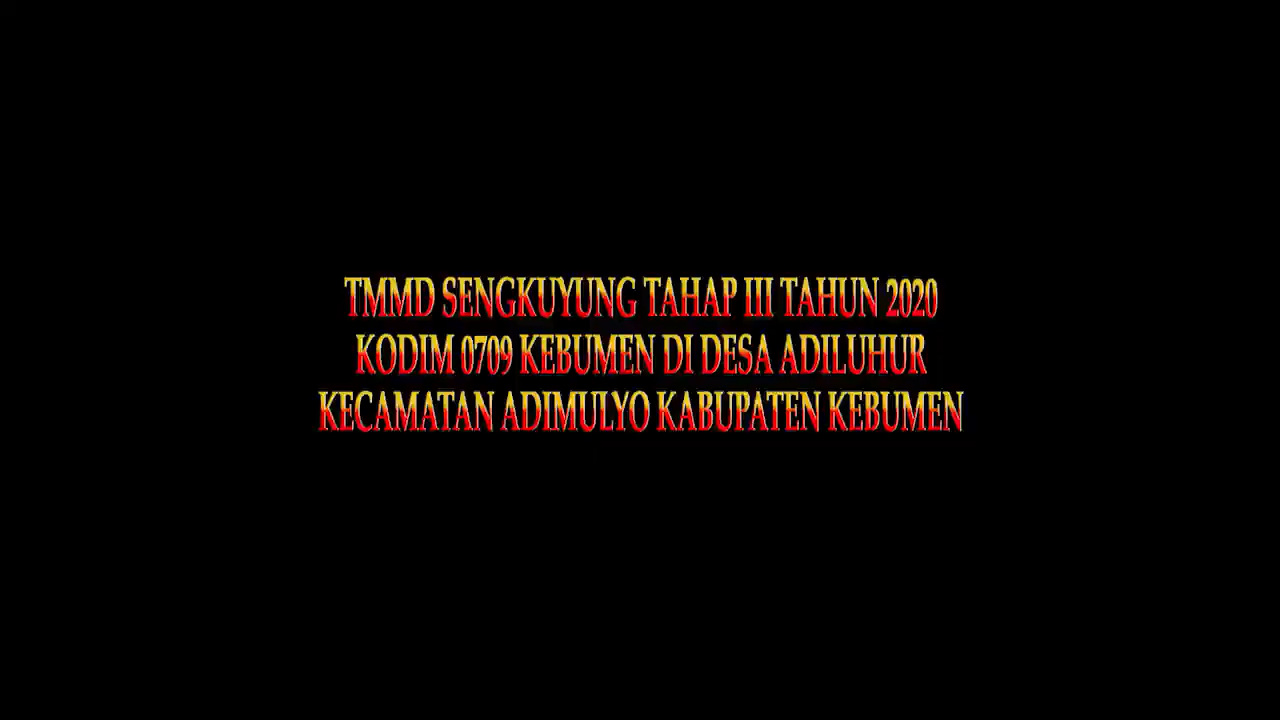 TMMD SENGKUYUNG TAHAP III TAHUN 2020
KODIM 0709 KEBUMEN DI DESA ADILUHUR
KECAMATAN ADIMULYO KABUPATEN KEBUMEN